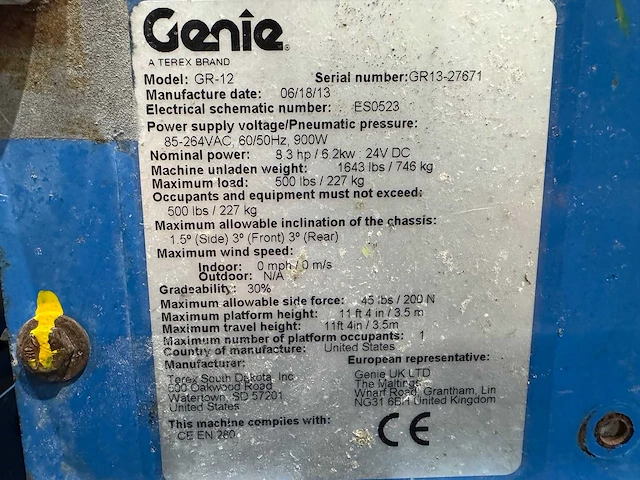 Genie
A TEREX BRAND
Model: GR-12 Serial number: GR13-27671
Manufacture date: 06/18/13
Electrical schematic number: ES0523
Power supply voltage/Pneumatic pressure:
85-264VAC, 60/50Hz, 900W
Nominal power: 8.3 hp / 6.2kw : 24V DC
Machine unladen weight: 1643 lbs / 746 kg
Maximum load: 500 lbs / 227 kg
Occupants and equipment must not exceed:
500 lbs / 227 kg
Maximum allowable inclination of the chassis:
1.5º (Side) 3º (Front) 3º (Rear)
Maximum wind speed:
Indoor: 0 mph / 0 m/s
Outdoor: N/A
Gradeability: 30%
Maximum allowable side force: 45 lbs / 200 N
Maximum platform height: 11 ft 4 in / 3.5 m
Maximum travel height: 11ft 4in / 3.5m
Maximum number of platform occupants: 1
Country of manufacture: United States
Manufacturer: European representative:
Terex South Dakota, Inc Genie UK LTD
600 Oakwood Road The Maltings
Watertown, SD 57201 Wharf Road, Grantham, Lin
United States NG31 6BH United Kingdom
This machine complies with:
CE EN 280 CE